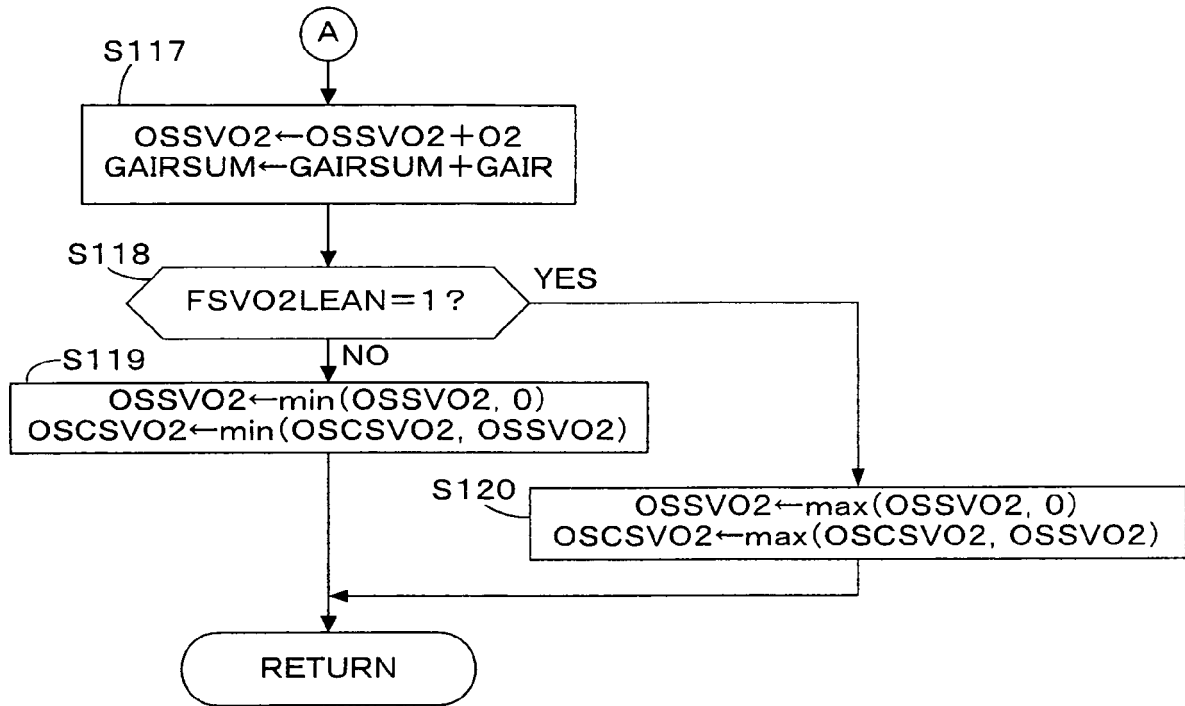 A
S117
OSSVO2←OSSVO2+O2
GAIRSUM←GAIRSUM+GAIR
S118
FSVO2LEAN=1?
YES
NO
S119
OSSVO2←min(OSSVO2, 0)
OSCSVO2←min(OSCSVO2, OSSVO2)
S120
OSSVO2←max(OSSVO2, 0)
OSCSVO2←max(OSCSVO2, OSSVO2)
RETURN